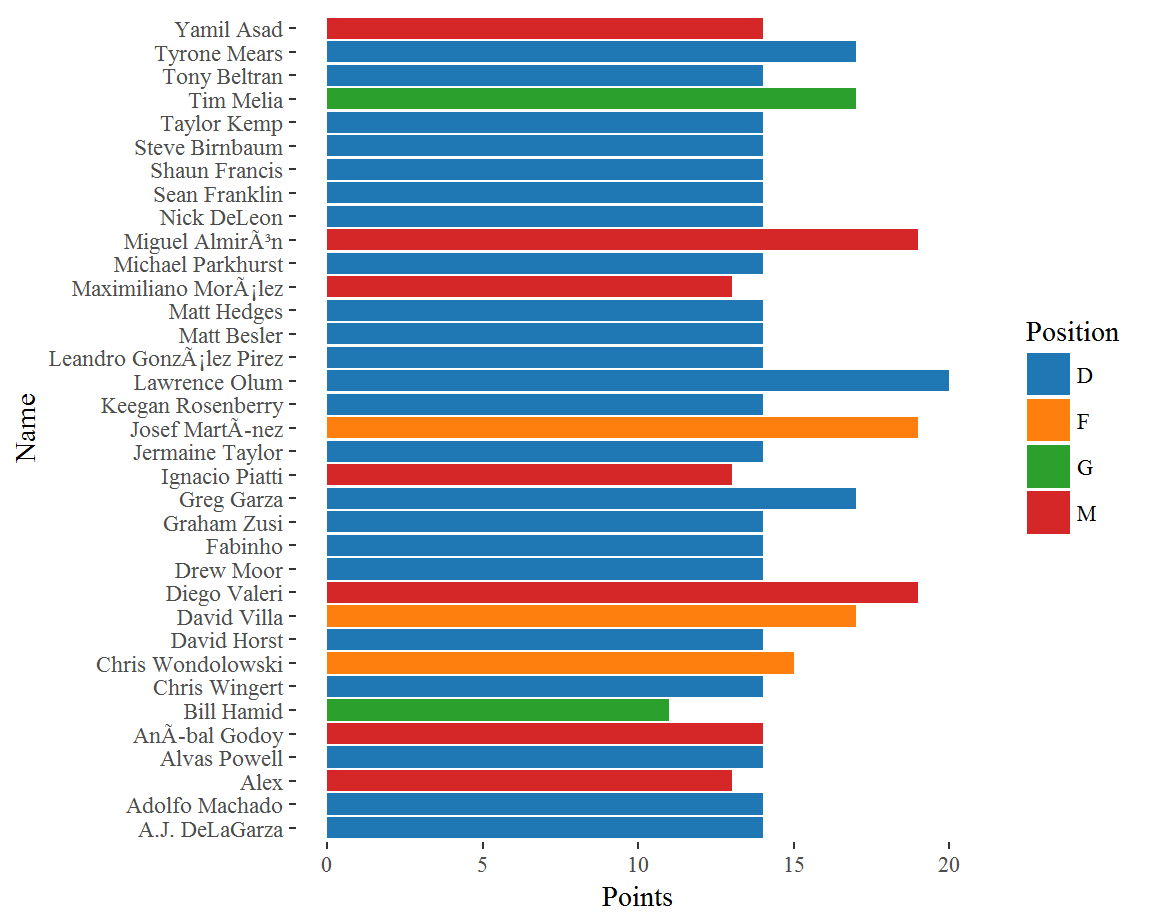 Yamil Asad
Tyrone Mears
Tony Beltran
Tim Melia
Taylor Kemp
Steve Birnbaum
Shaun Francis
Sean Franklin
Nick DeLeon
Miguel AlmirÃ³n
Michael Parkhurst
Maximiliano MorÃ¡lez
Matt Hedges
Matt Besler
Leandro GonzÃ¡lez Pirez
Lawrence Olum
Keegan Rosenberry
Josef MartÃ-nez
Jermaine Taylor
Ignacio Piatti
Greg Garza
Graham Zusi
Fabinho
Drew Moor
Diego Valeri
David Villa
David Horst
Chris Wondolowski
Chris Wingert
Bill Hamid
AnÃ-bal Godoy
Alvas Powell
Alex
Adolfo Machado
A.J. DeLaGarza
Name
0 5 10 15 20
Points
Position
D
F
G
M